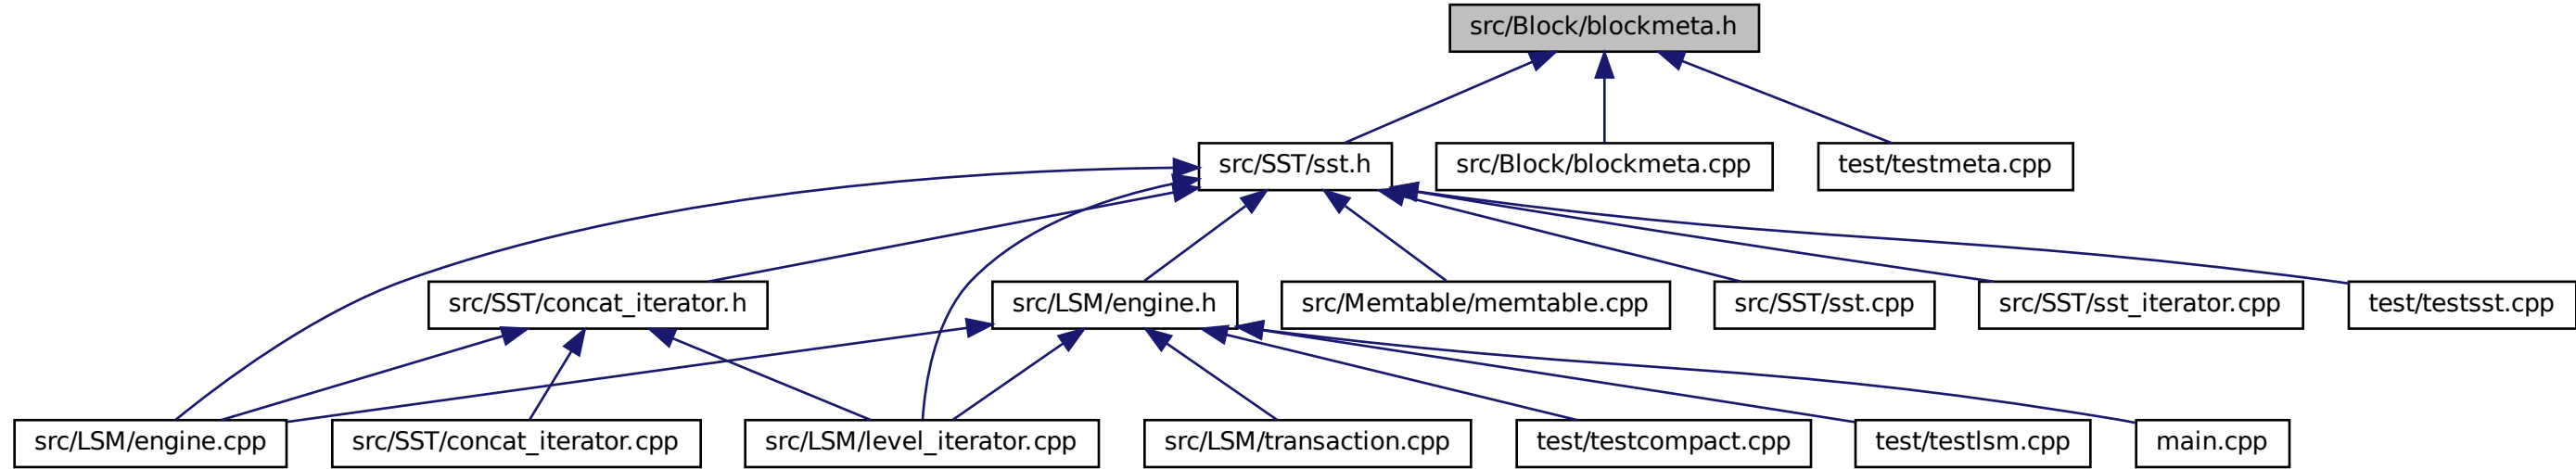 src/Block/blockmeta.h
src/SST/sst.h
src/Block/blockmeta.cpp
test/testmeta.cpp
src/SST/concat_iterator.h
src/LSM/engine.h
src/Memtable/memtable.cpp
src/SST/sst.cpp
src/SST/sst_iterator.cpp
test/testsst.cpp
src/LSM/engine.cpp
src/SST/concat_iterator.cpp
src/LSM/level_iterator.cpp
src/LSM/transaction.cpp
test/testcompact.cpp
test/testlsm.cpp
main.cpp